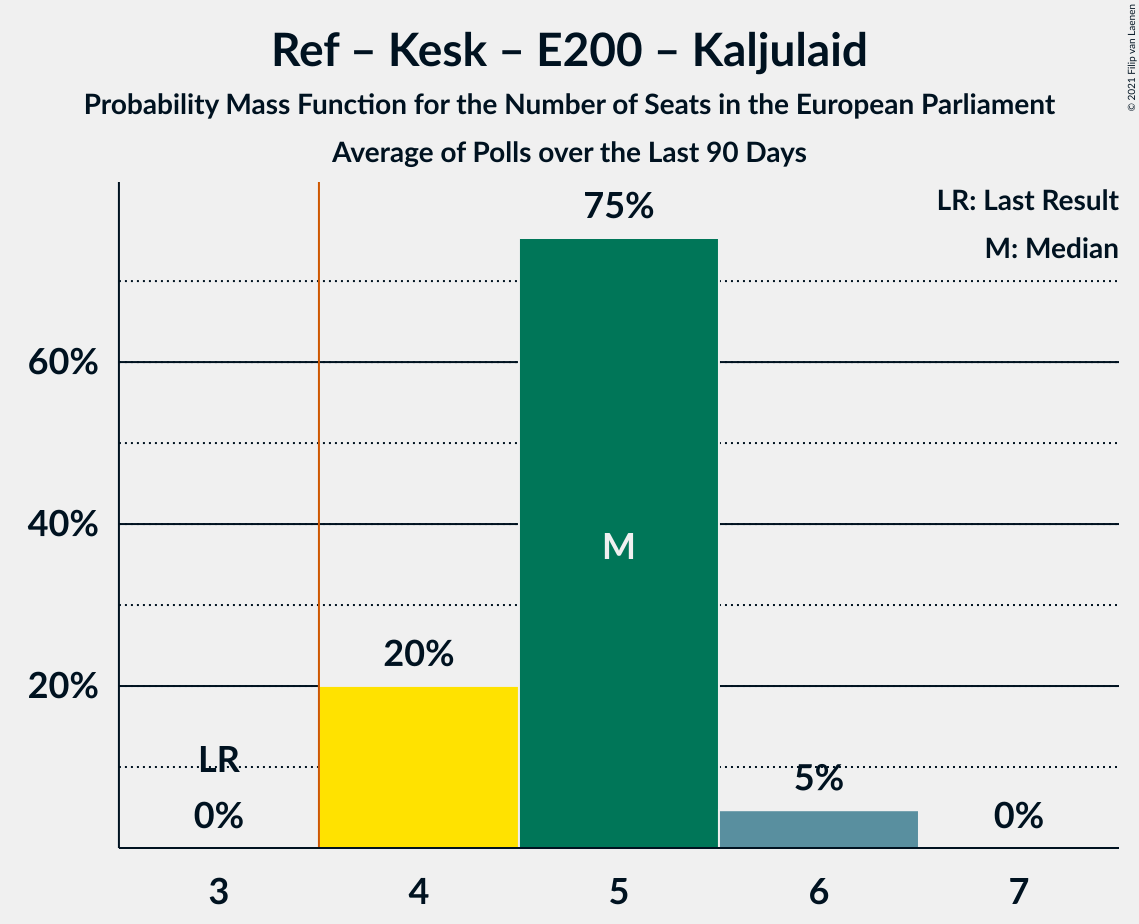 Ref – Kesk – E200 – Kaljulaid
Probability Mass Function for the Number of Seats in the European Parliament
Average of Polls over the Last 90 Days
© 2021 Filip van Laenen
LR: Last Result
M: Median
75%
60%
40%
M
20%
20%
LR
5%
0%
0%
3 4 5 6 7